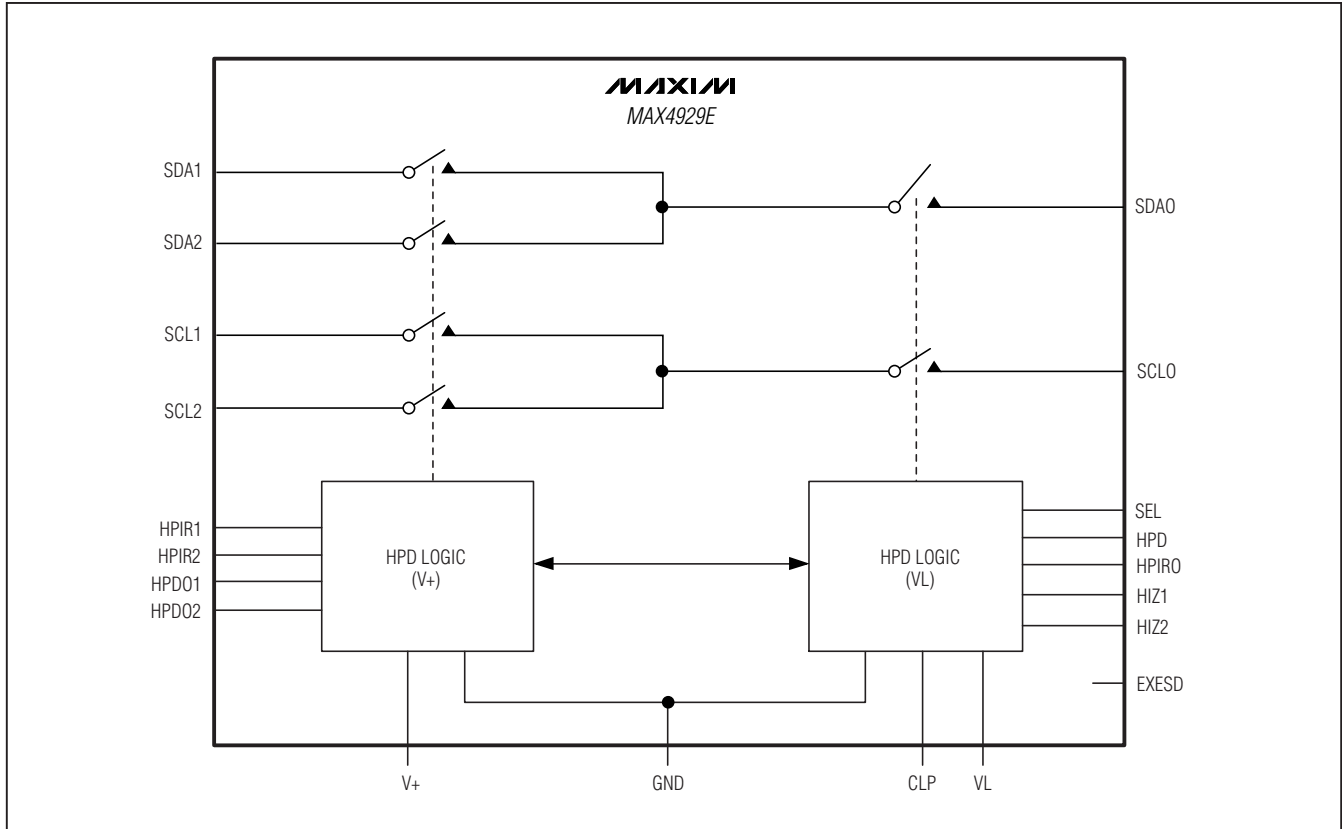 MAXIM
MAX4929E
SDA1
SDA2
SCL1
SCL2
SDA0
SCL0
HPIR1
HPIR2
HPDO1
HPDO2
HPD LOGIC
(V+)
HPD LOGIC
(VL)
SEL
HPD
HPIR0
HIZ1
HIZ2
EXESD
V+
GND
CLP
VL